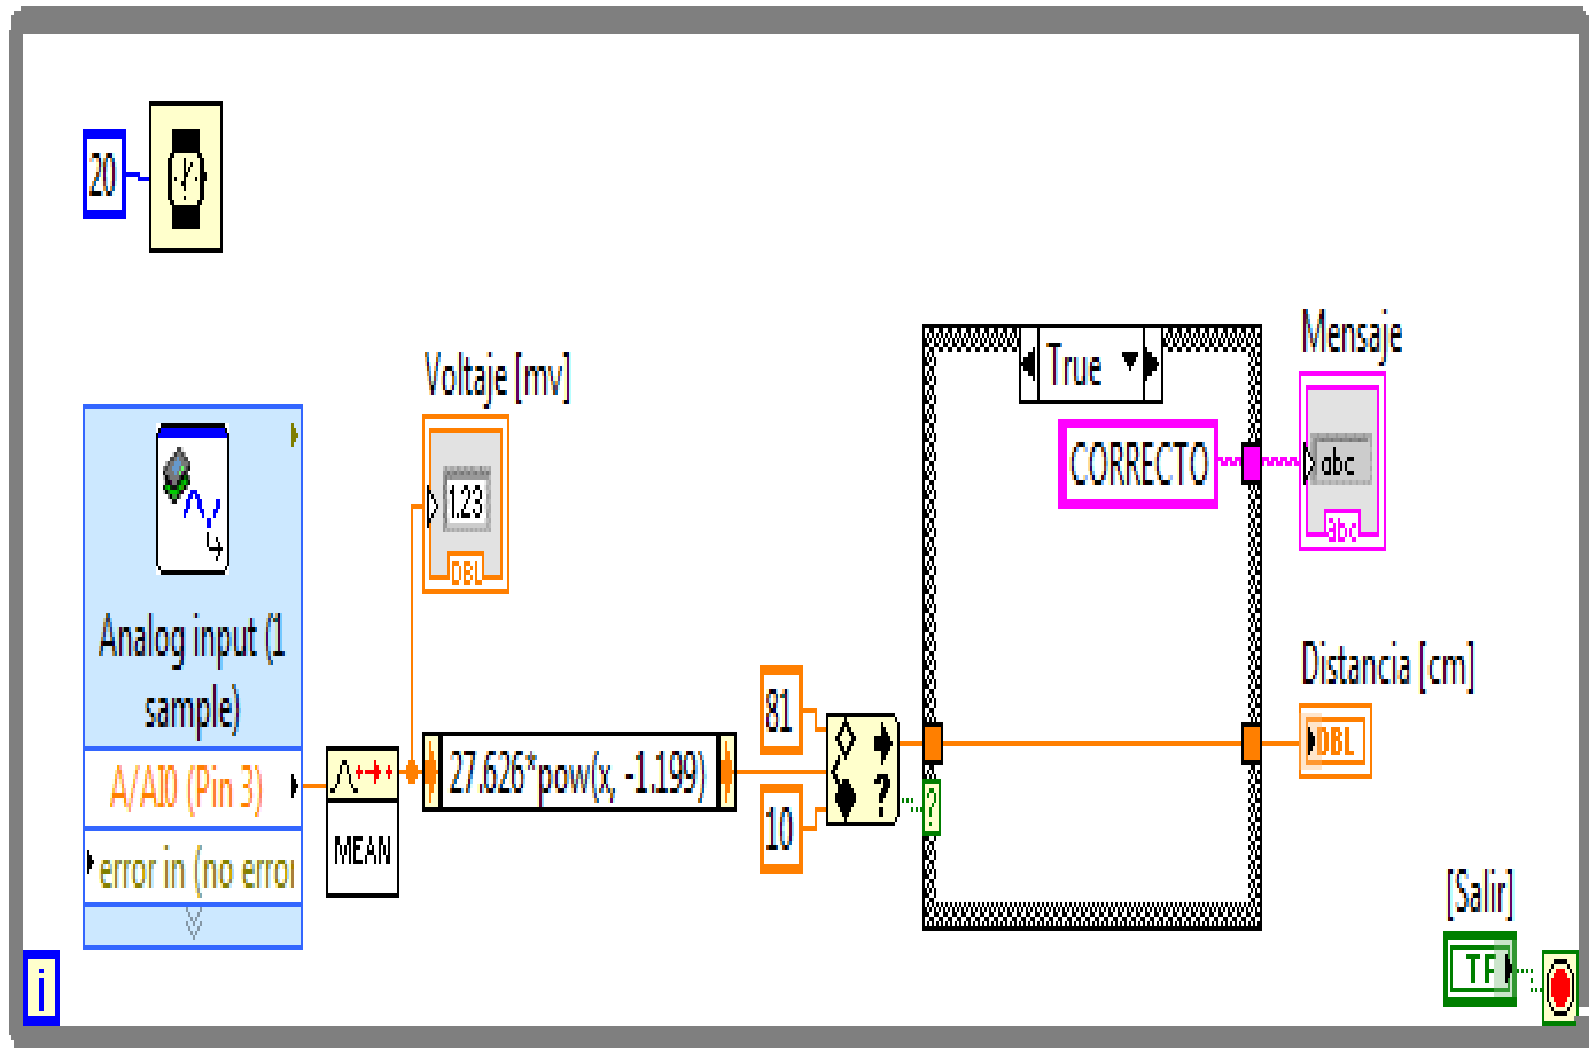 20
Voltaje [mv]
1.23
DBL
Analog input (1
sample)
A/AI0 (Pin 3)
error in (no error
MEAN
27.626*pow(x, -1.199)
81
10
?
?
True
CORRECTO
Mensaje
abc
abc
Distancia [cm]
DBL
[Salir]
TF
i